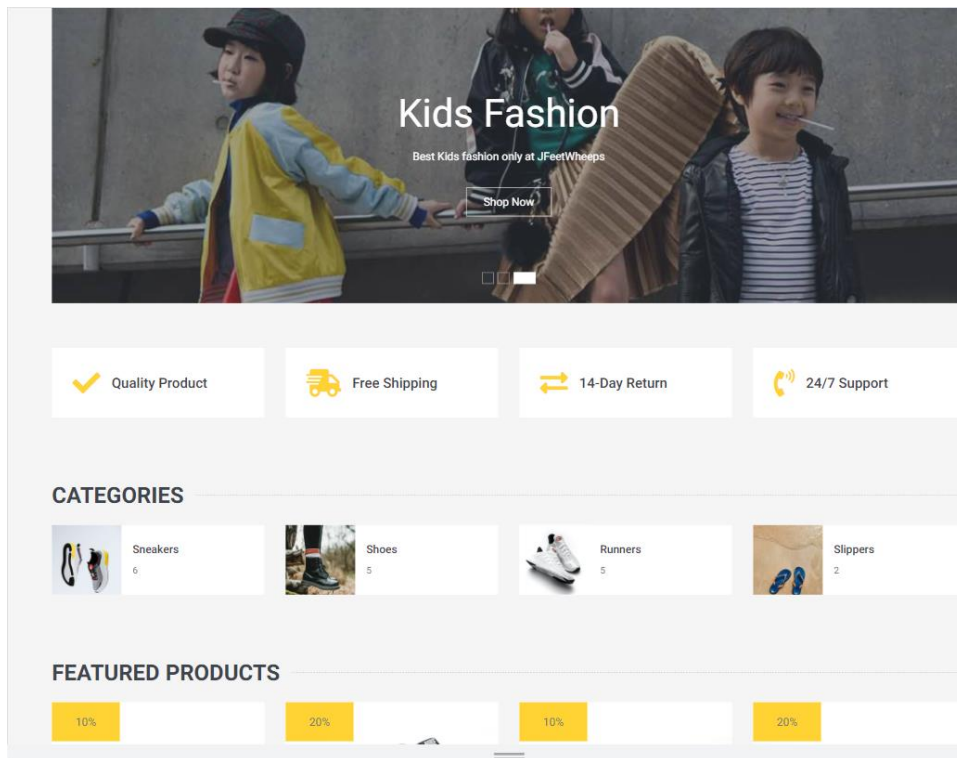 Kids Fashion
Best Kids fashion only at JFeetWheeps
Shop Now
Quality Product
Free Shipping
14-Day Return
24/7 Support
CATEGORIES
Sneakers
6
Shoes
5
Runners
5
Slippers
2
FEATURED PRODUCTS
10%
20%
10%
20%